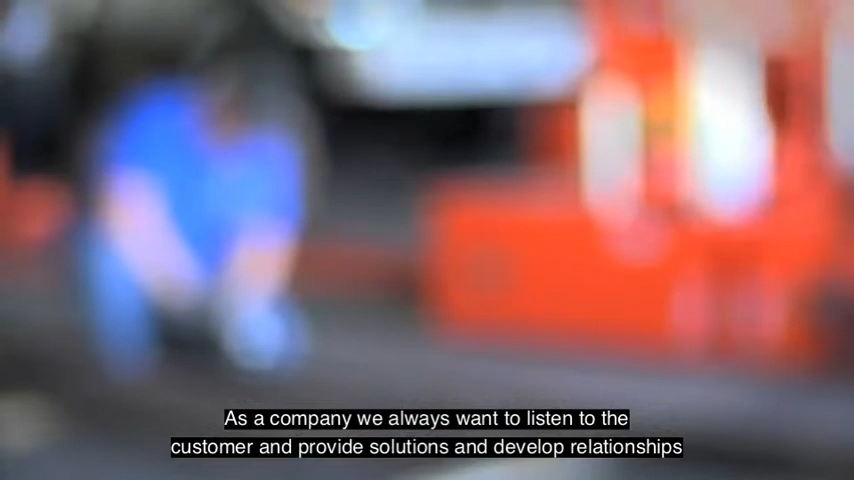 As a company we always want to listen to the
customer and provide solutions and develop relationships